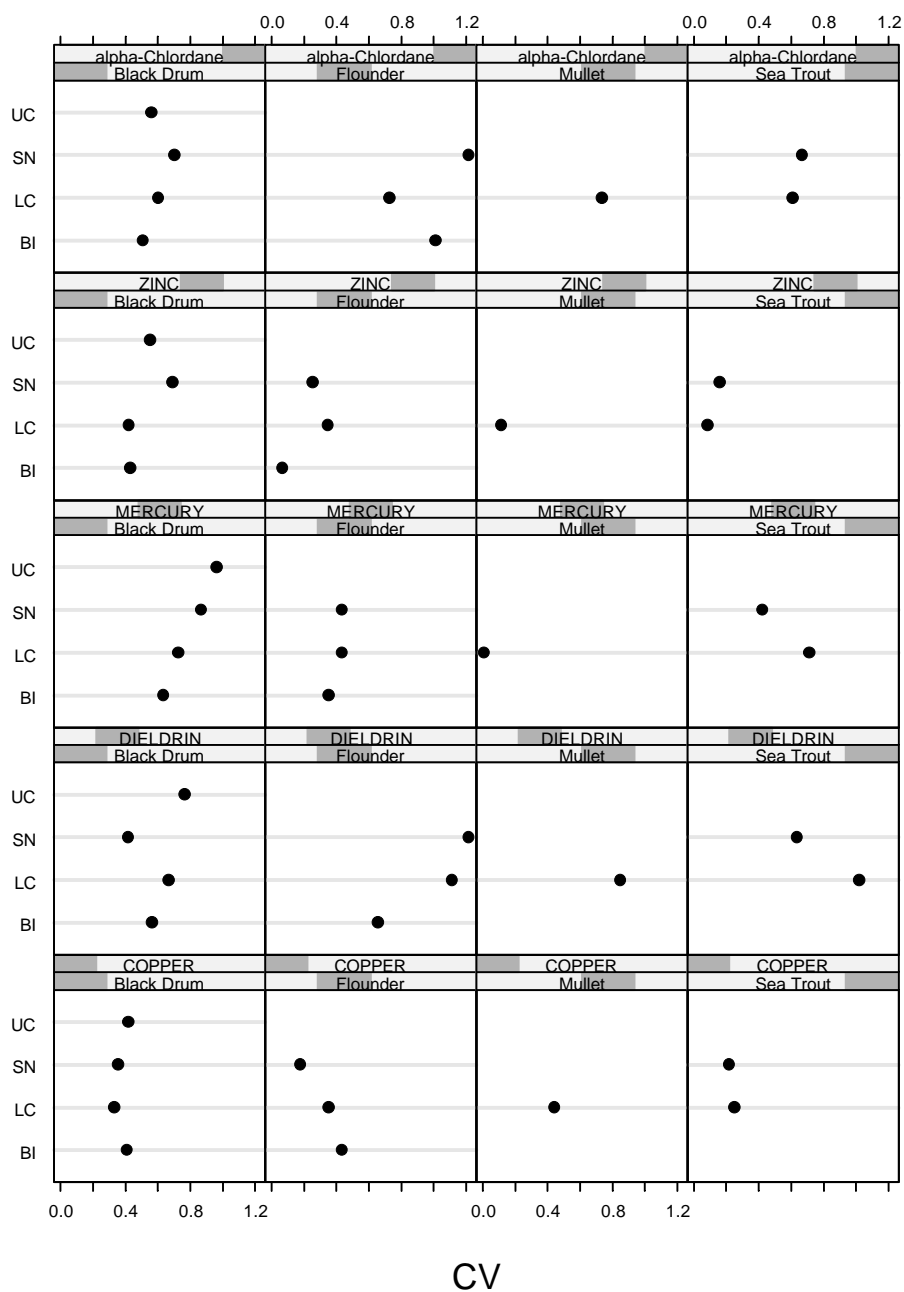 0.0 0.4 0.8 1.2 0.0 0.4 0.8 1.2
alpha-Chlordane alpha-Chlordane alpha-Chlordane alpha-Chlordane
Black Drum Flounder Mullet Sea Trout
UC
SN
LC
BI
ZINC ZINC ZINC ZINC
Black Drum Flounder Mullet Sea Trout
UC
SN
LC
BI
MERCURY MERCURY MERCURY MERCURY
Black Drum Flounder Mullet Sea Trout
UC
SN
LC
BI
DIELDRIN DIELDRIN DIELDRIN DIELDRIN
Black Drum Flounder Mullet Sea Trout
UC
SN
LC
BI
COPPER COPPER COPPER COPPER
Black Drum Flounder Mullet Sea Trout
UC
SN
LC
BI
0.0 0.4 0.8 1.2 0.0 0.4 0.8 1.2
CV